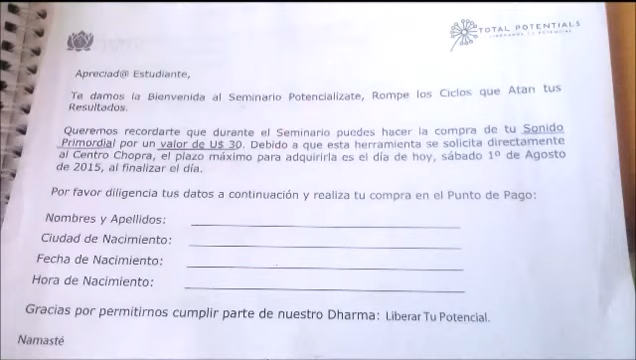 TOTAL POTENTIALS
LIBERANDO TU POTENCIAL
Apreciad@ Estudiante,
Te damos la Bienvenida al Seminario Potencialízate, Rompe los Ciclos que Atan tus
Resultados.
Queremos recordarte que durante el Seminario puedes hacer la compra de tu Sonido
Primordial por un valor de U$ 30. Debido a que esta herramienta se solicita directamente
al Centro Chopra, el plazo máximo para adquirirla es el día de hoy, sábado 1º de Agosto
de 2015, al finalizar el día.
Por favor diligencia tus datos a continuación y realiza tu compra en el Punto de Pago:
Nombres y Apellidos:
Ciudad de Nacimiento:
Fecha de Nacimiento:
Hora de Nacimiento:
Gracias por permitirnos cumplir parte de nuestro Dharma: Liberar Tu Potencial.
Namasté